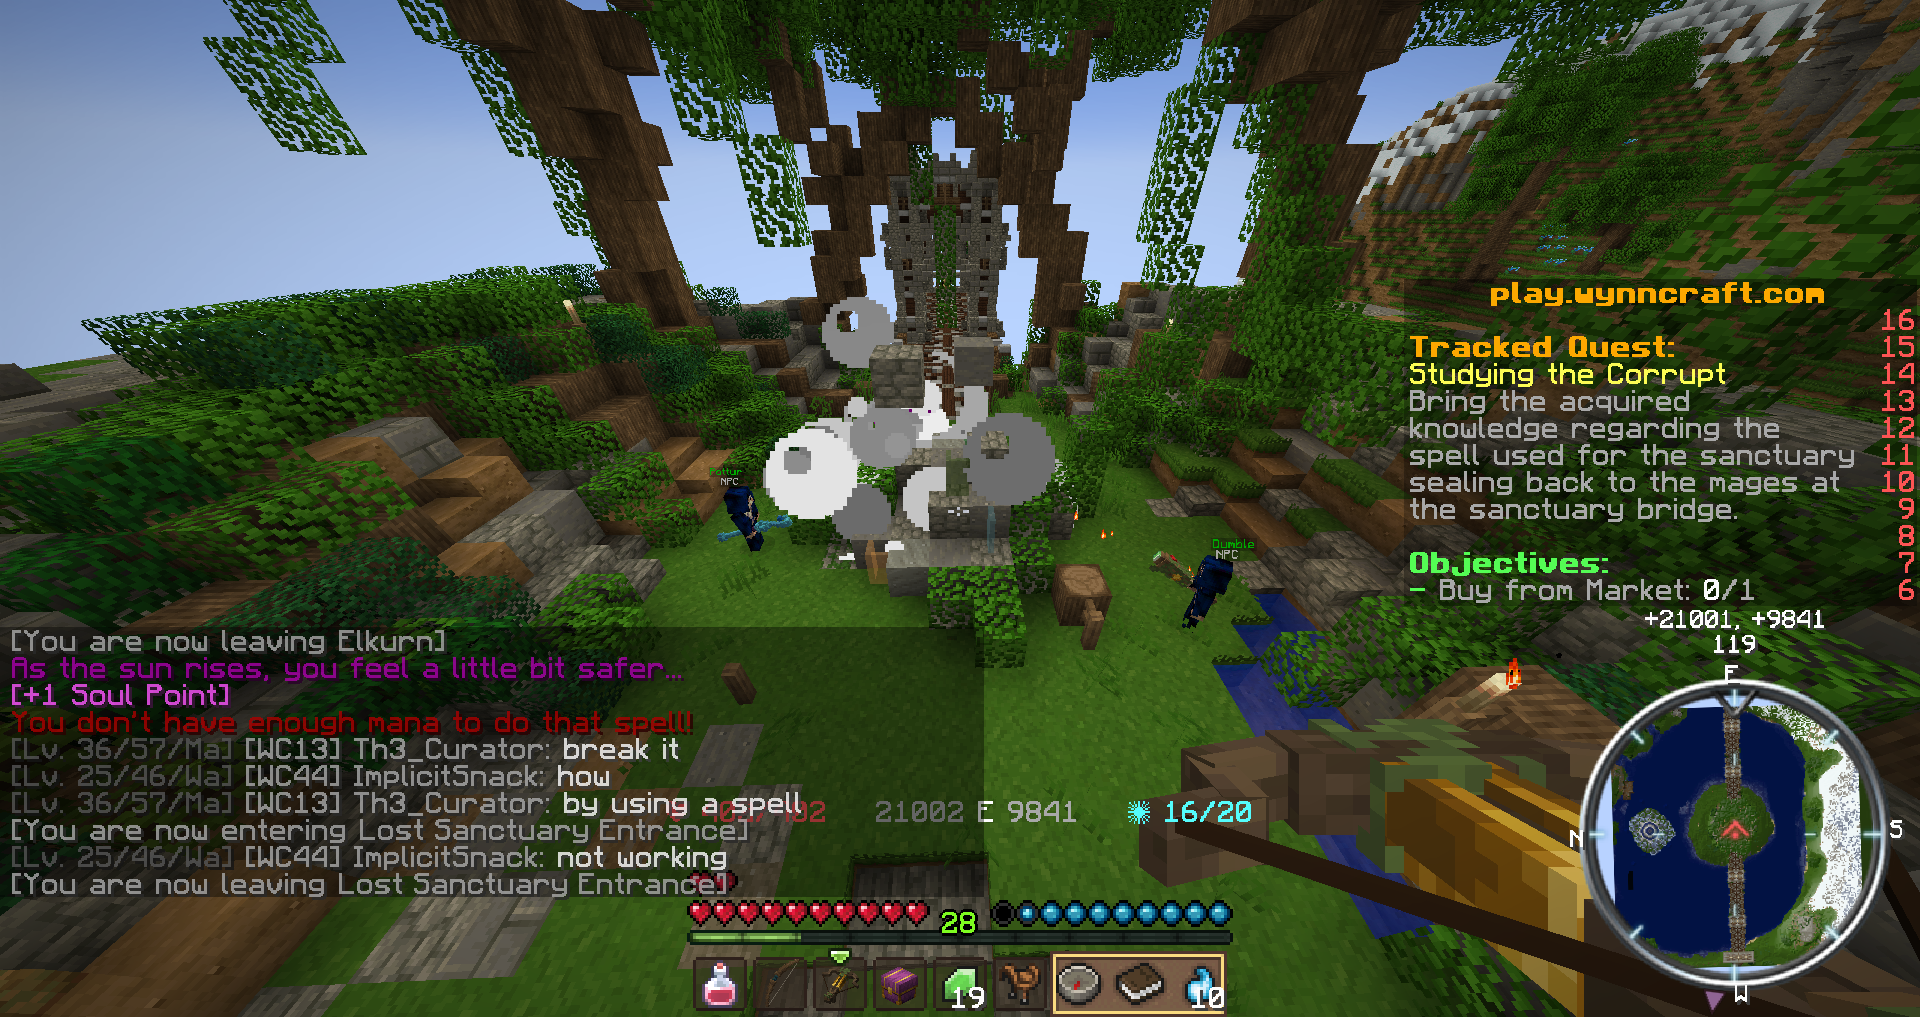 Pottur
NPC
Dumble
NPC
play.wynncraft.com
16
Tracked Quest: 15
Studying the Corrupt 14
Bring the acquired 13
knowledge regarding the 12
spell used for the sanctuary 11
sealing back to the mages at 10
the sanctuary bridge. 9
8
Objectives: 7
- Buy from Market: 0/1 6
+21001, +9841
119
E
N
S
W
[You are now leaving Elkurn]
As the sun rises, you feel a little bit safer...
[+1 Soul Point]
You don't have enough mana to do that spell!
[Lv. 36/57/Ma] [WC13] Th3_Curator: break it
[Lv. 25/46/Wa] [WC44] ImplicitSnack: how
[Lv. 36/57/Ma] [WC13] Th3_Curator: by using a spell
[You are now entering Lost Sanctuary Entrance]
[Lv. 25/46/Wa] [WC44] ImplicitSnack: not working
[You are now leaving Lost Sanctuary Entrance]
21002 E 9841
16/20
28
19
10